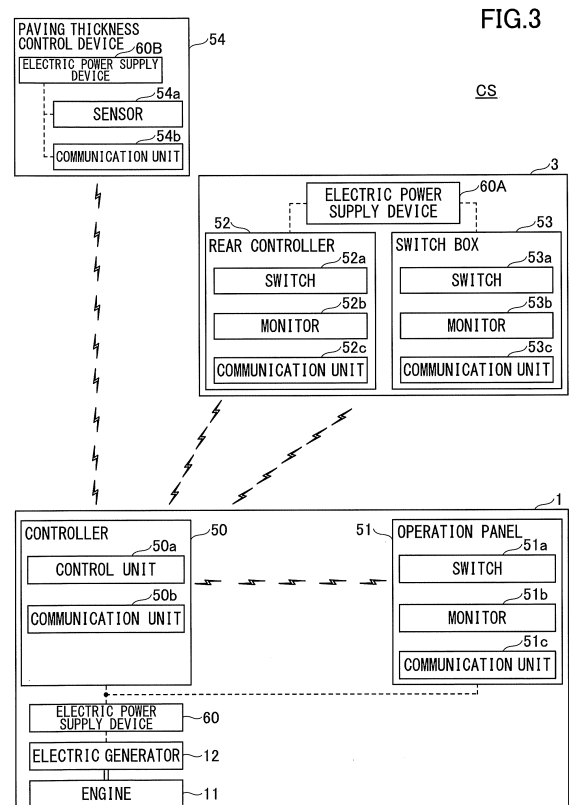 FIG.3
CS
PAVING THICKNESS
CONTROL DEVICE
54
60B
ELECTRIC POWER SUPPLY
DEVICE
54a
SENSOR
54b
COMMUNICATION UNIT
3
ELECTRIC POWER
SUPPLY DEVICE
60A
52
REAR CONTROLLER
52a
SWITCH
52b
MONITOR
52c
COMMUNICATION UNIT
53
SWITCH BOX
53a
SWITCH
53b
MONITOR
53c
COMMUNICATION UNIT
1
CONTROLLER
50
50a
CONTROL UNIT
50b
COMMUNICATION UNIT
51
OPERATION PANEL
51a
SWITCH
51b
MONITOR
51c
COMMUNICATION UNIT
ELECTRIC POWER
SUPPLY DEVICE
60
ELECTRIC GENERATOR
12
ENGINE
11